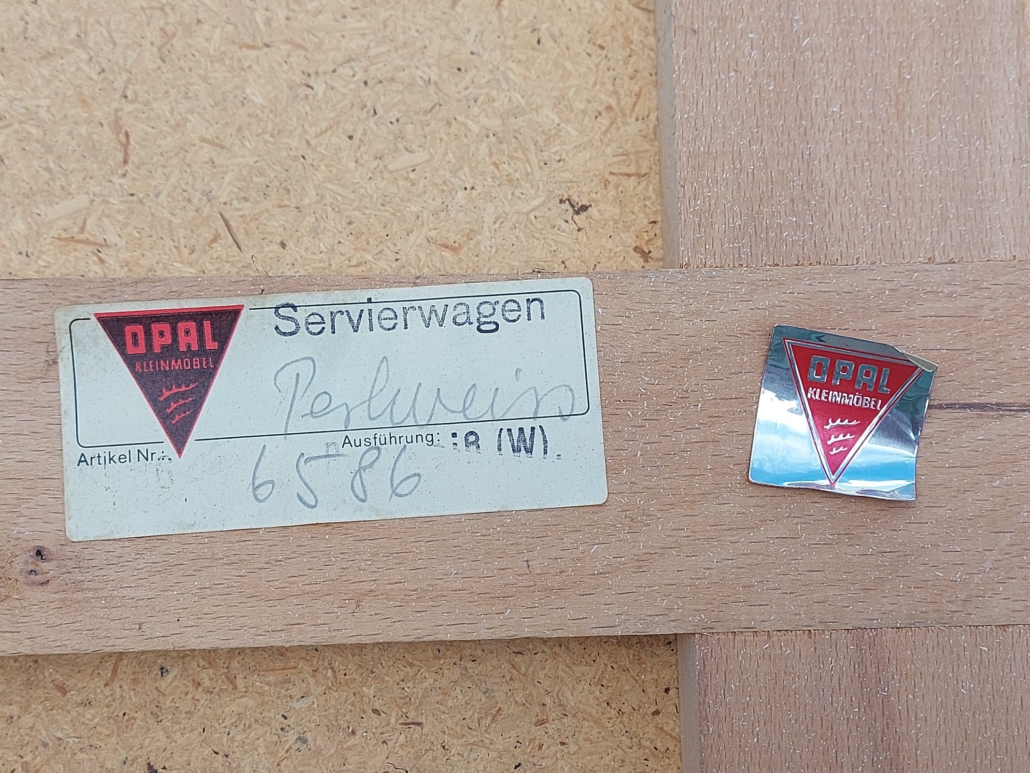 OPAL
KLEINMÖBEL
Servierwagen
Perlweiss
Ausführung: (W).
Artikel Nr.:
6586
OPAL
KLEINMÖBEL